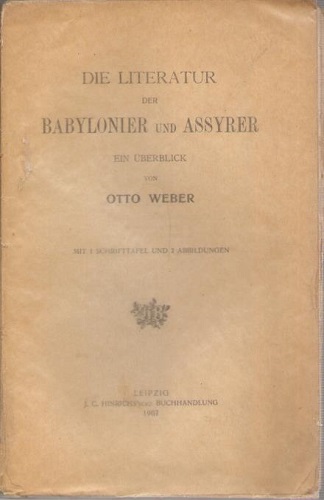 DIE LITERATUR
DER
BABYLONIER UND ASSYRER
EIN ÜBERBLICK
VON
OTTO WEBER
MIT 1 SCHRIFTTAFEL UND 2 ABBILDUNGEN
LEIPZIG
J. C. HINRICHS'sche BUCHHANDLUNG
1907